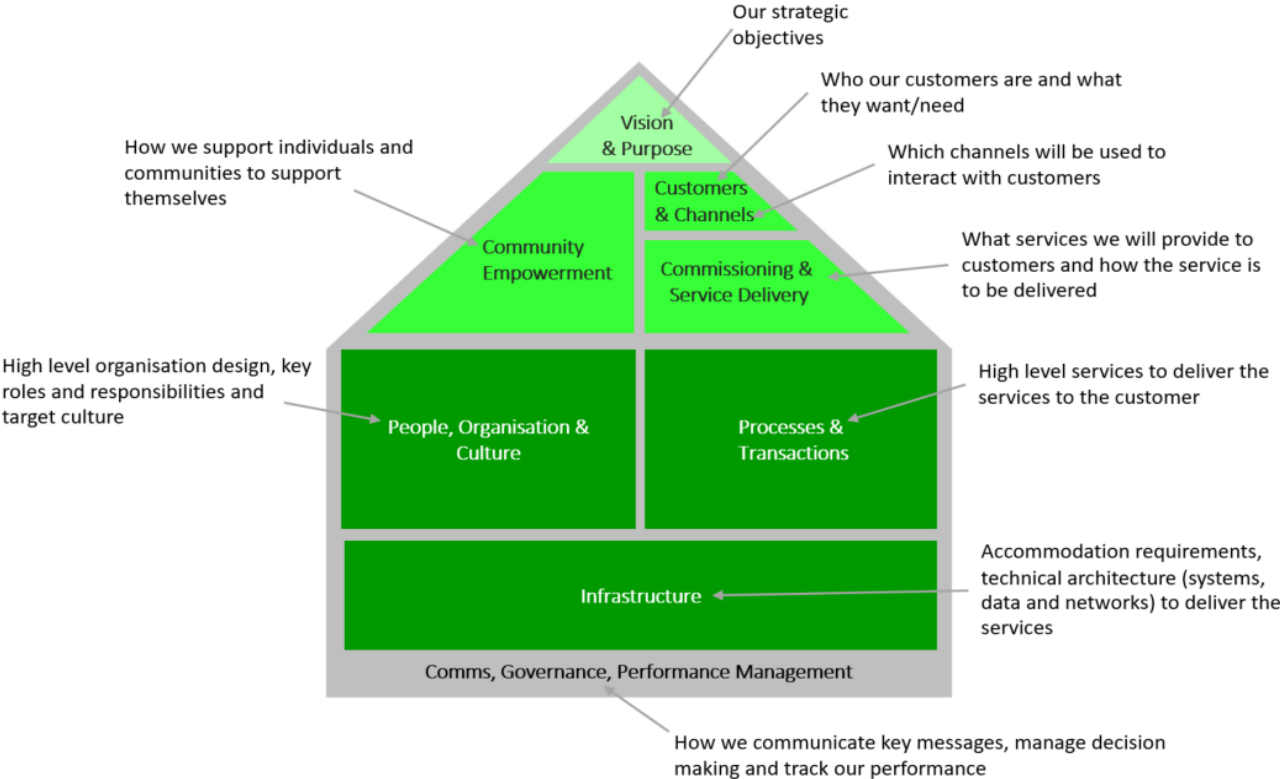 Our strategic
objectives
Who our customers are and what
they want/need
How we support individuals and
communities to support
themselves
Which channels will be used to
interact with customers
Vision
& Purpose
Customers
& Channels
What services we will provide to
customers and how the service is
to be delivered
Community
Empowerment
Commissioning &
Service Delivery
High level organisation design, key
roles and responsibilities and
target culture
High level services to deliver the
services to the customer
People, Organisation &
Culture
Processes &
Transactions
Accommodation requirements,
technical architecture (systems,
data and networks) to deliver the
services
Infrastructure
Comms, Governance, Performance Management
How we communicate key messages, manage decision
making and track our performance